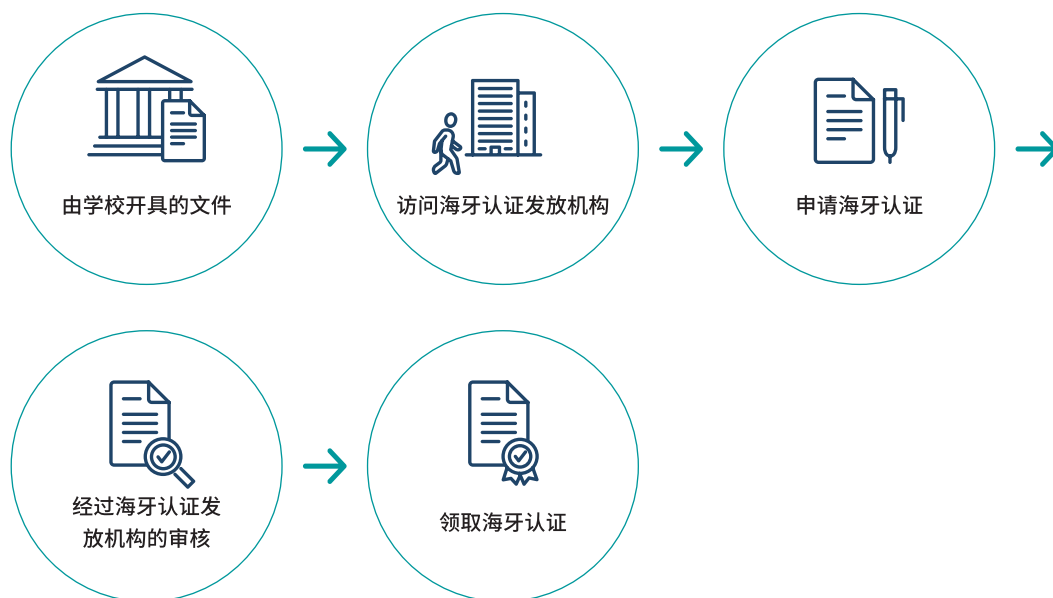 由学校开具的文件
访问海牙认证发放机构
申请海牙认证
经过海牙认证发
放机构的审核
领取海牙认证